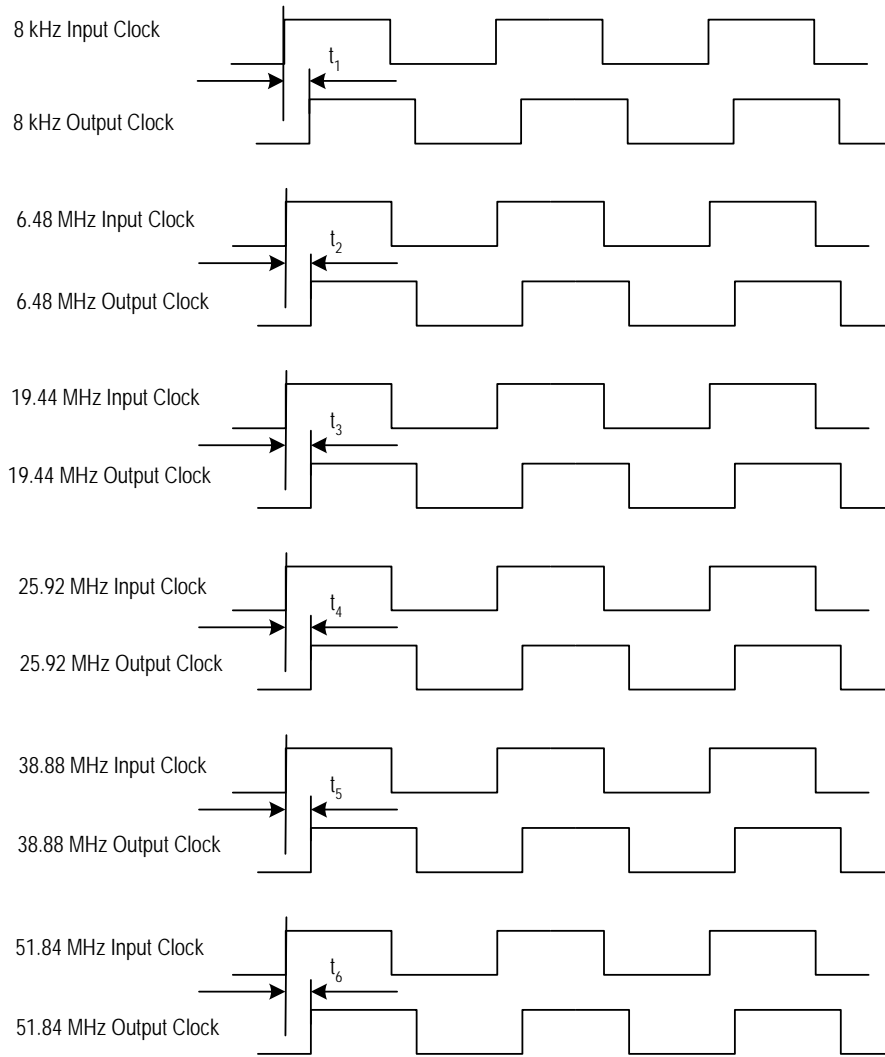 8 kHz Input Clock
t1
8 kHz Output Clock
6.48 MHz Input Clock
t2
6.48 MHz Output Clock
19.44 MHz Input Clock
t3
19.44 MHz Output Clock
25.92 MHz Input Clock
t4
25.92 MHz Output Clock
38.88 MHz Input Clock
t5
38.88 MHz Output Clock
51.84 MHz Input Clock
t6
51.84 MHz Output Clock